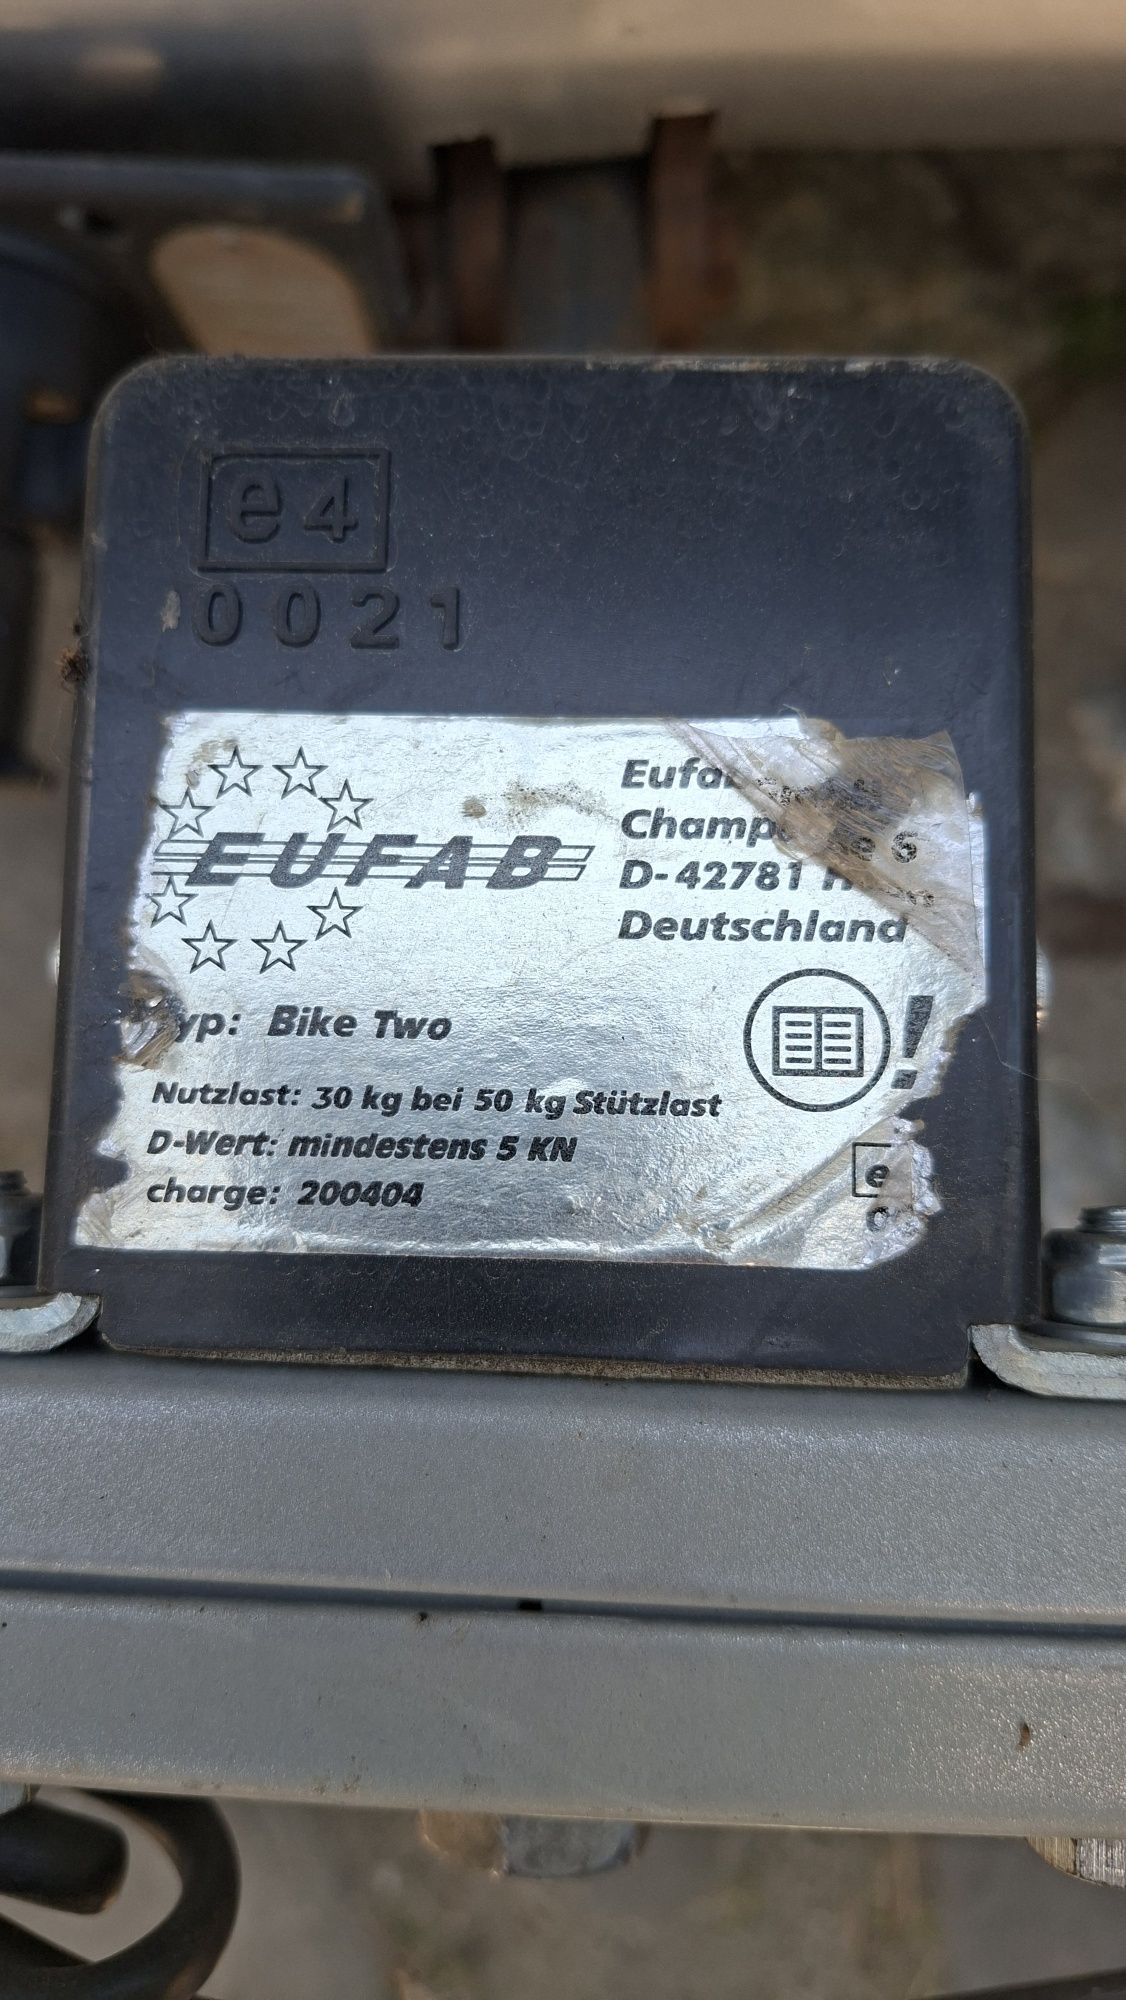 e4
0021
EUFAB
D-42781
Deutschland
Bike Two
Nutzlast: 30 kg bei 50 kg Stützlast
D-Wert: mindestens 5 KN
charge: 200404
e